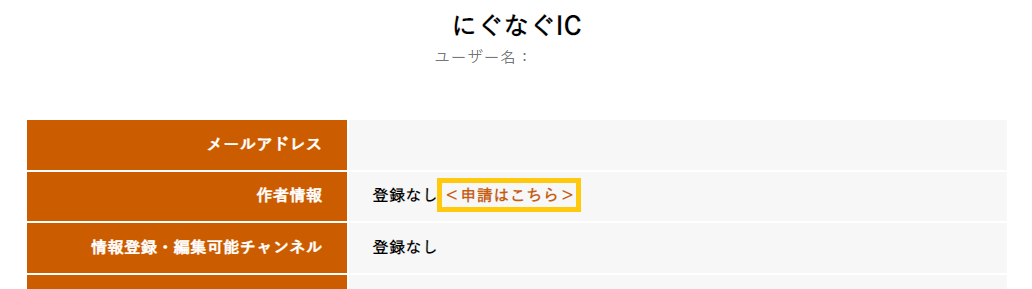 にぐなぐIC
ユーザー名：
メールアドレス
作者情報
登録なし <申請はこちら>
情報登録・編集可能チャンネル
登録なし